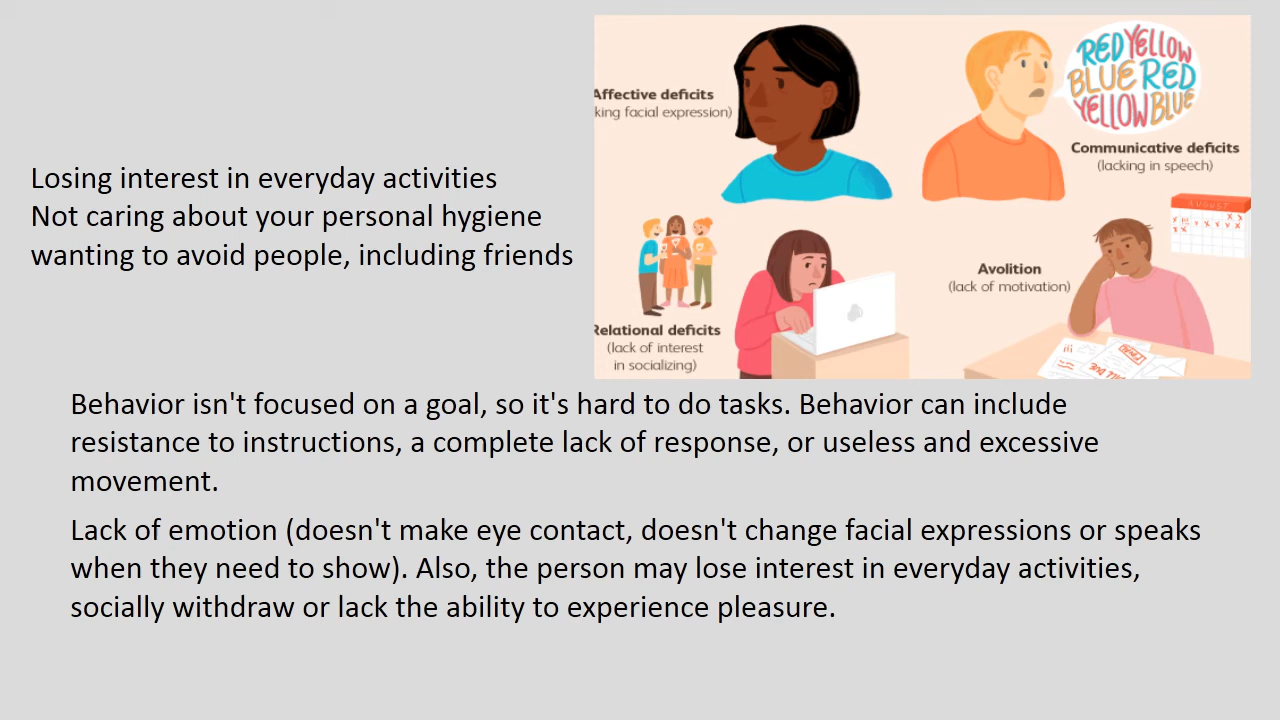 Losing interest in everyday activities
Not caring about your personal hygiene
wanting to avoid people, including friends
Affective deficits
king facial expression)
RED YELLOW
BLUE RED
YELLOW BLUE
Communicative deficits
(lacking in speech)
AUGUST
Avolition
(lack of motivation)
Relational deficits
(lack of interest
in socializing)
Behavior isn't focused on a goal, so it's hard to do tasks. Behavior can include
resistance to instructions, a complete lack of response, or useless and excessive
movement.
Lack of emotion (doesn't make eye contact, doesn't change facial expressions or speaks
when they need to show). Also, the person may lose interest in everyday activities,
socially withdraw or lack the ability to experience pleasure.